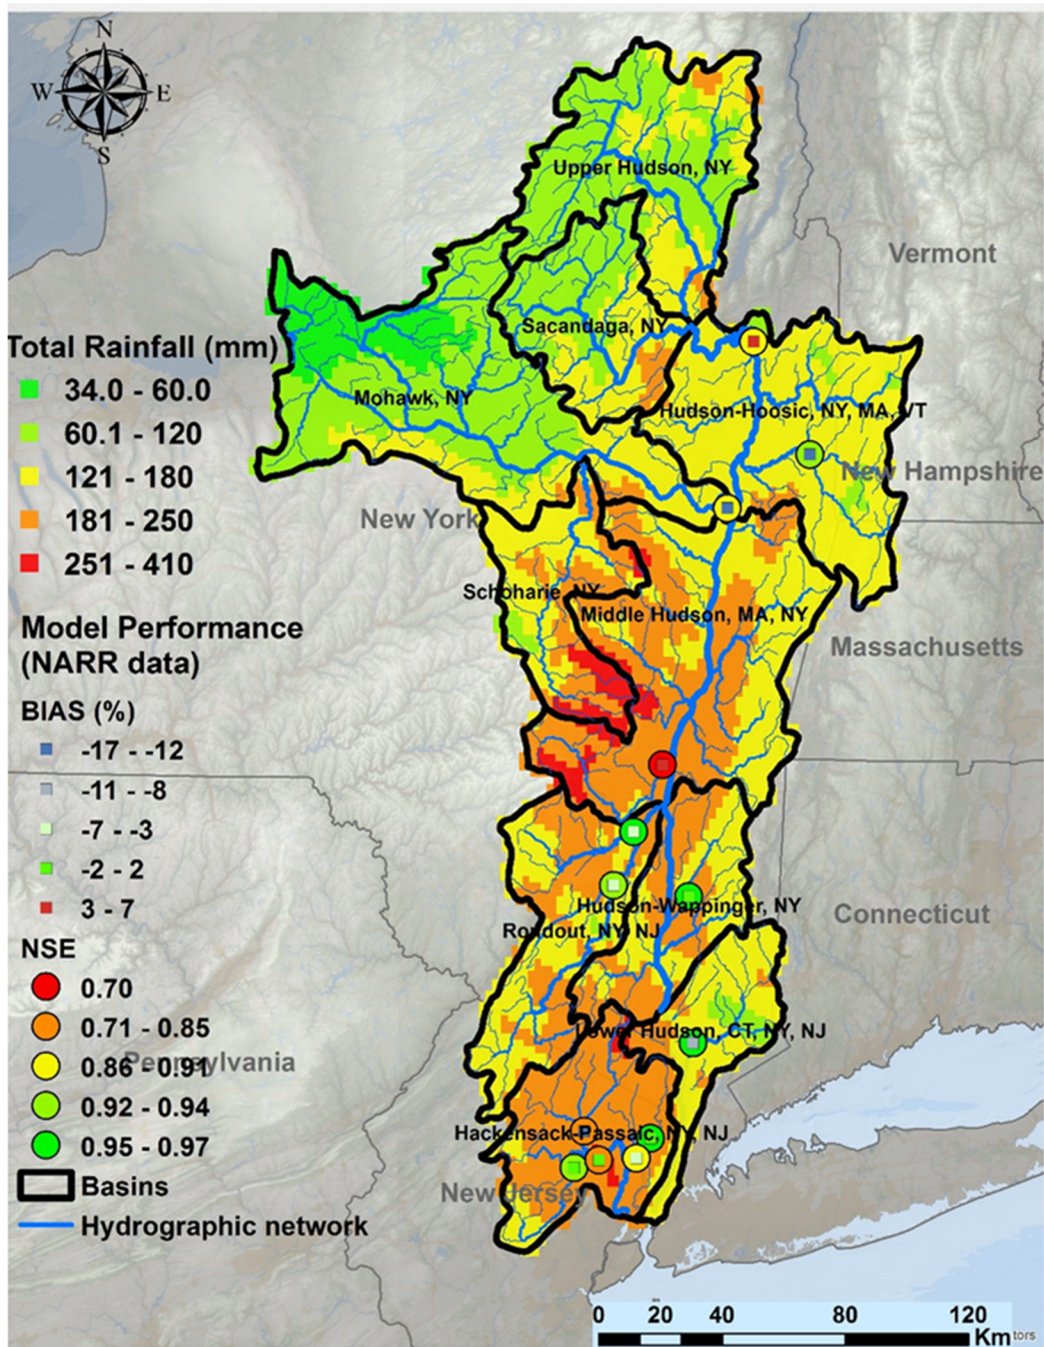 N
W
E
S
Upper Hudson, NY
Vermont
Sacandaga, NY
Total Rainfall (mm)
34.0 - 60.0
60.1 - 120
121 - 180
181 - 250
251 - 410
Mohawk, NY
Hudson-Hoosic, NY, MA, VT
New Hampshire
New York
Schoharie, NY
Middle Hudson, MA, NY
Massachusetts
Model Performance
(NARR data)
BIAS (%)
-17 - -12
-11 - -8
-7 - -3
-2 - 2
3 - 7
Hudson-Wappinger, NY
Connecticut
Rondout, NY, NJ
NSE
0.70
0.71 - 0.85
0.86 - 0.91
0.92 - 0.94
0.95 - 0.97
Pennsylvania
Lower Hudson, CT, NY, NJ
Hackensack-Passaic, NY, NJ
New Jersey
Basins
Hydrographic network
0 20 40 80 120
Km
tors